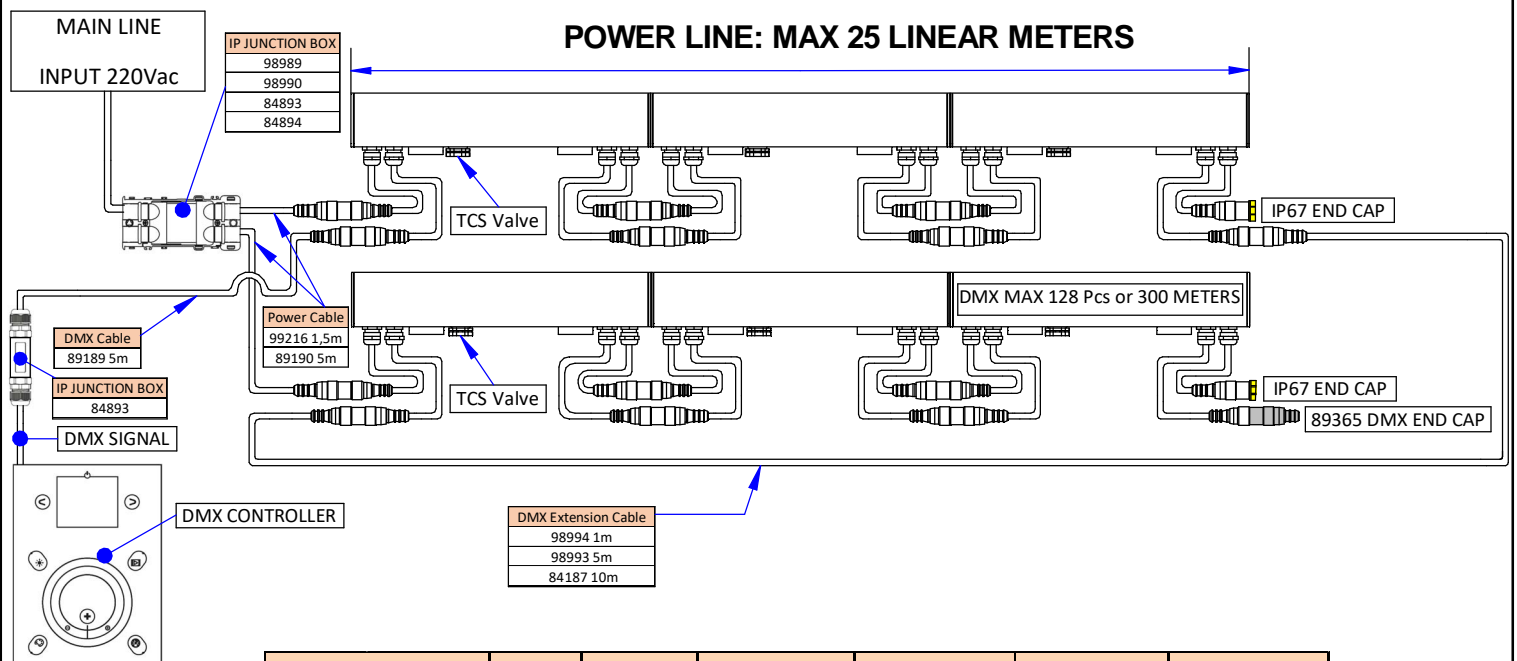 MAIN LINE
INPUT 220Vac
IP JUNCTION BOX
98989
98990
84893
84894
POWER LINE: MAX 25 LINEAR METERS
TCS Valve
IP67 END CAP
DMX MAX 128 Pcs or 300 METERS
Power Cable
99216 1,5m
89190 5m
DMX Cable
89189 5m
IP JUNCTION BOX
84893
TCS Valve
IP67 END CAP
89365 DMX END CAP
DMX SIGNAL
DMX CONTROLLER
DMX Extension Cable
98994 1m
98993 5m
84187 10m